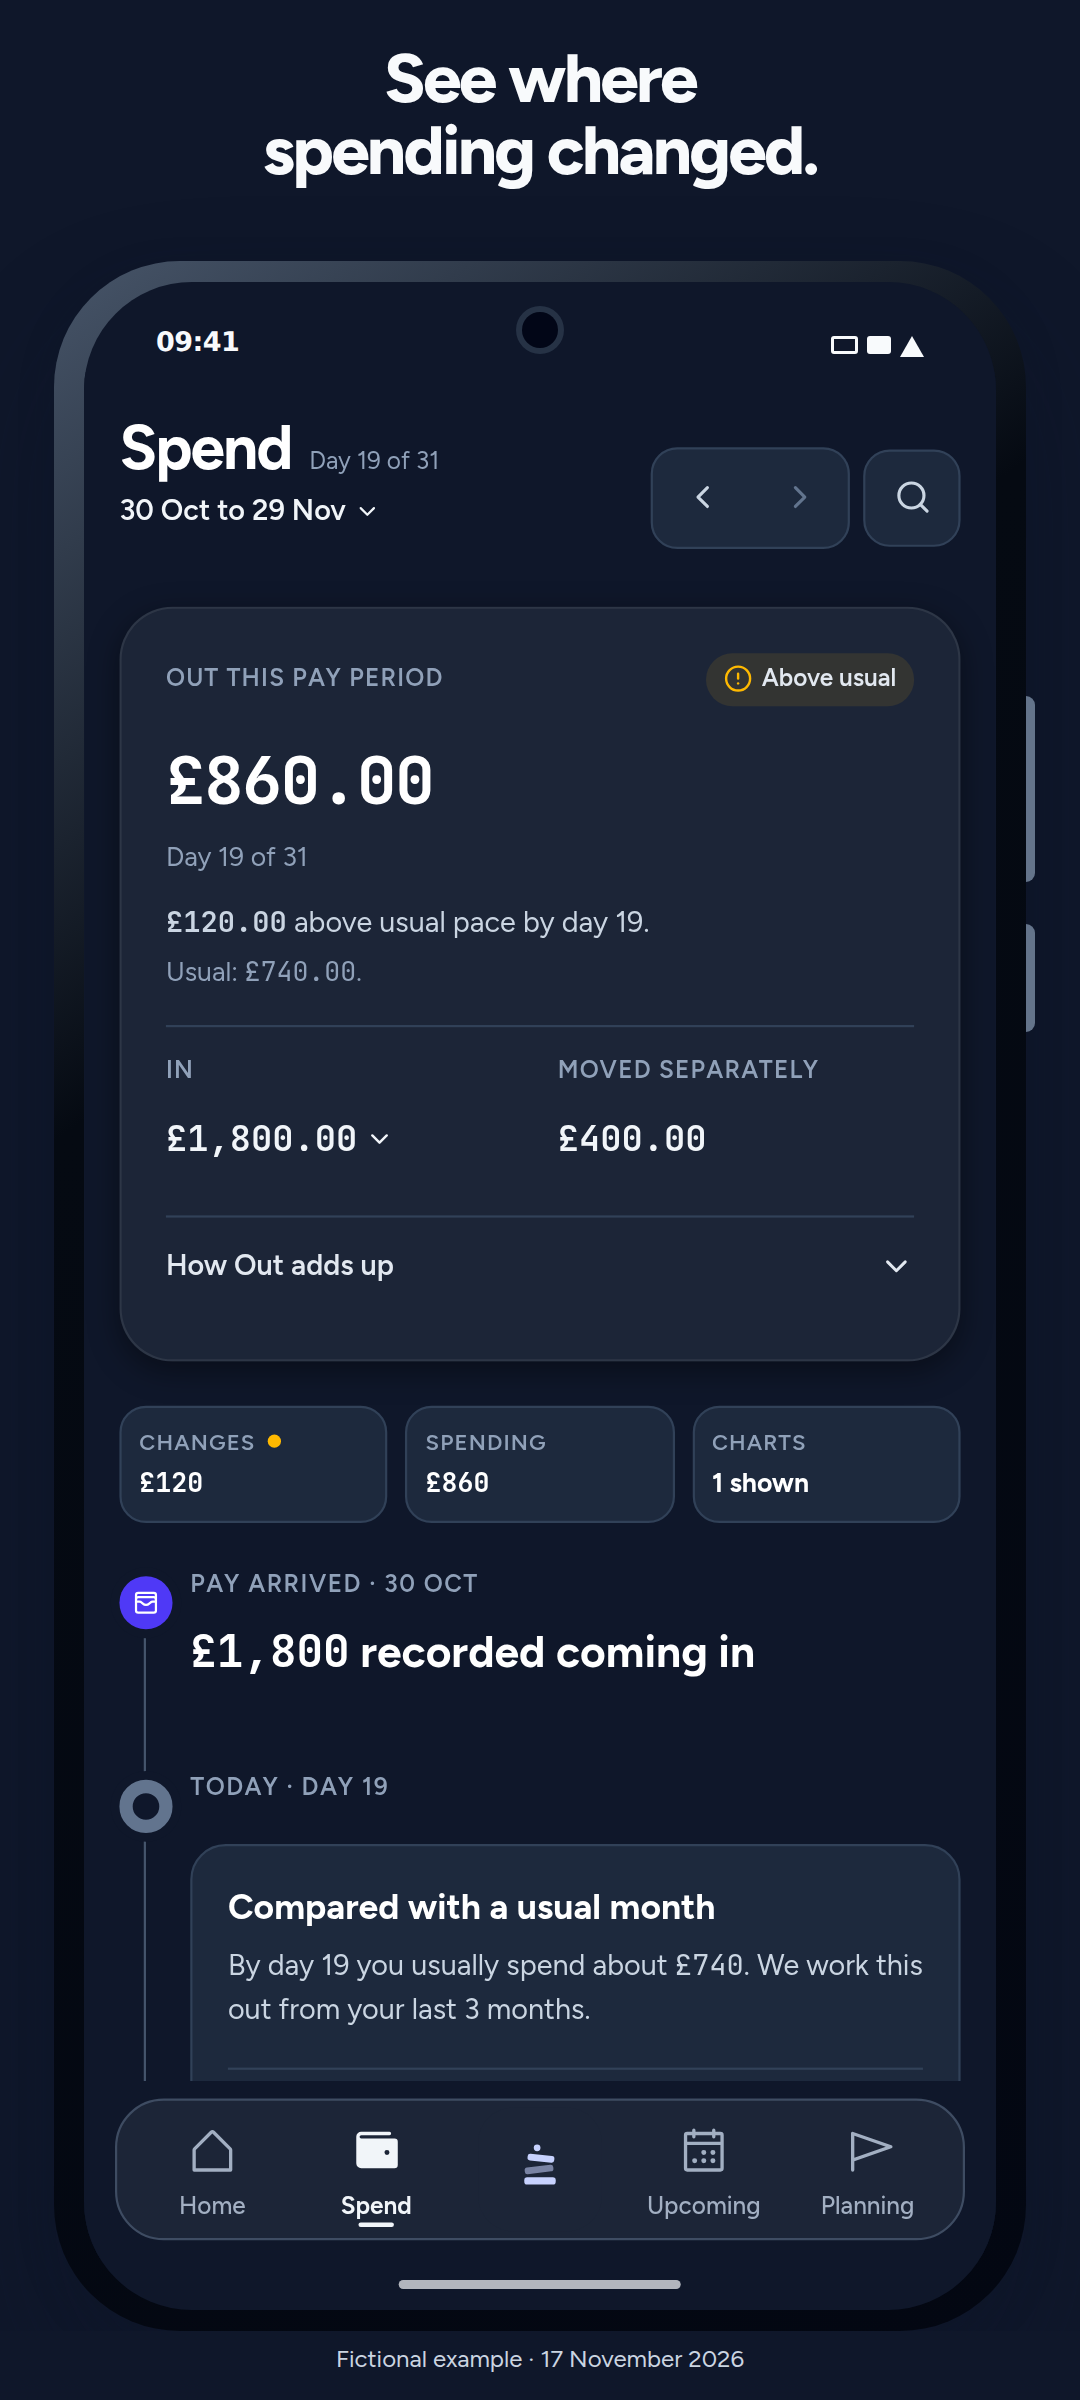 See where
spending changed.
09:41
Spend Day 19 of 31
30 Oct to 29 Nov
OUT THIS PAY PERIOD
Above usual
£860.00
Day 19 of 31
£120.00 above usual pace by day 19.
Usual: £740.00.
IN
MOVED SEPARATELY
£1,800.00
£400.00
How Out adds up
CHANGES
£120
SPENDING
£860
CHARTS
1 shown
PAY ARRIVED · 30 OCT
£1,800 recorded coming in
TODAY · DAY 19
Compared with a usual month
By day 19 you usually spend about £740. We work this
out from your last 3 months.
Home
Spend
Upcoming
Planning
Fictional example · 17 November 2026